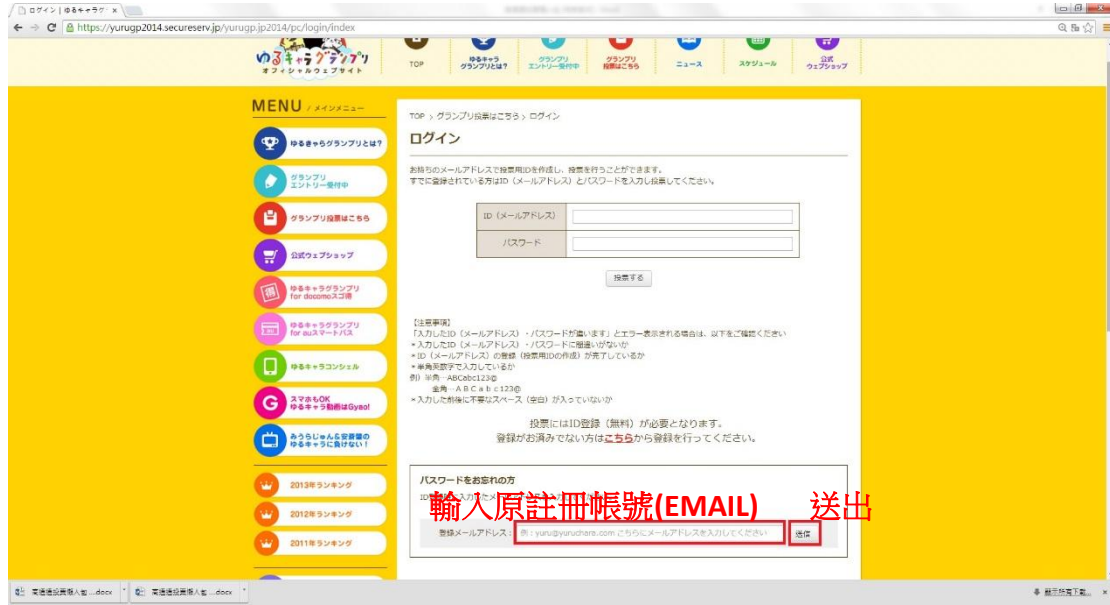 ログイン | ゆるキャラグ
https://yurugp2014.secureserv.jp/yurugp.jp2014/pc/login/index
ゆるキャラグランプリ
オフィシャルウェブサイト
TOP
ゆるキャラ
グランプリとは?
グランプリ
エントリー受付中
グランプリ
投票はこちら
ニュース
スケジュール
公式
ウェブショップ
MENU / メインメニュー
ゆるきゃらグランプリとは?
グランプリ
エントリー受付中
グランプリ投票はこちら
公式ウェブショップ
ゆるキャラグランプリ
for docomoスゴ得
ゆるキャラグランプリ
for auスマートパス
ゆるキャラコンシェル
スマホもOK
ゆるキャラ動画はGyao!
みうらじゅん&安齋肇の
ゆるキャラに負けない!
2013年ランキング
2012年ランキング
2011年ランキング
TOP > グランプリ投票はこちら > ログイン
ログイン
お持ちのメールアドレスで投票用IDを作成し、投票を行うことができます。
すでに登録されている方はID(メールアドレス)とパスワードを入力し投票してください。
ID(メールアドレス)
パスワード
投票する
【注意事項】
「入力したID(メールアドレス)・パスワードが違います」とエラー表示される場合は、以下をご確認ください
*入力したID(メールアドレス)・パスワードに間違いがないか
*ID(メールアドレス)の登録(投票用IDの作成)が完了しているか
*半角英数字で入力しているか
例)半角…ABCabc123@
全角…ABCabc123@
*入力した前後に不要なスペース(空白)が入っていないか
投票にはID登録(無料)が必要となります。
登録がお済みでない方はこちらから登録を行ってください。
パスワードをお忘れの方
輸入原註冊帳號(EMAIL) 送出
登録メールアドレス:
例:yuru@yuruchara.com こちらにメールアドレスを入力してください
送信
高通通投票懶人包 ....docx
高通通投票懶人包 ....docx
顯示所有下載...